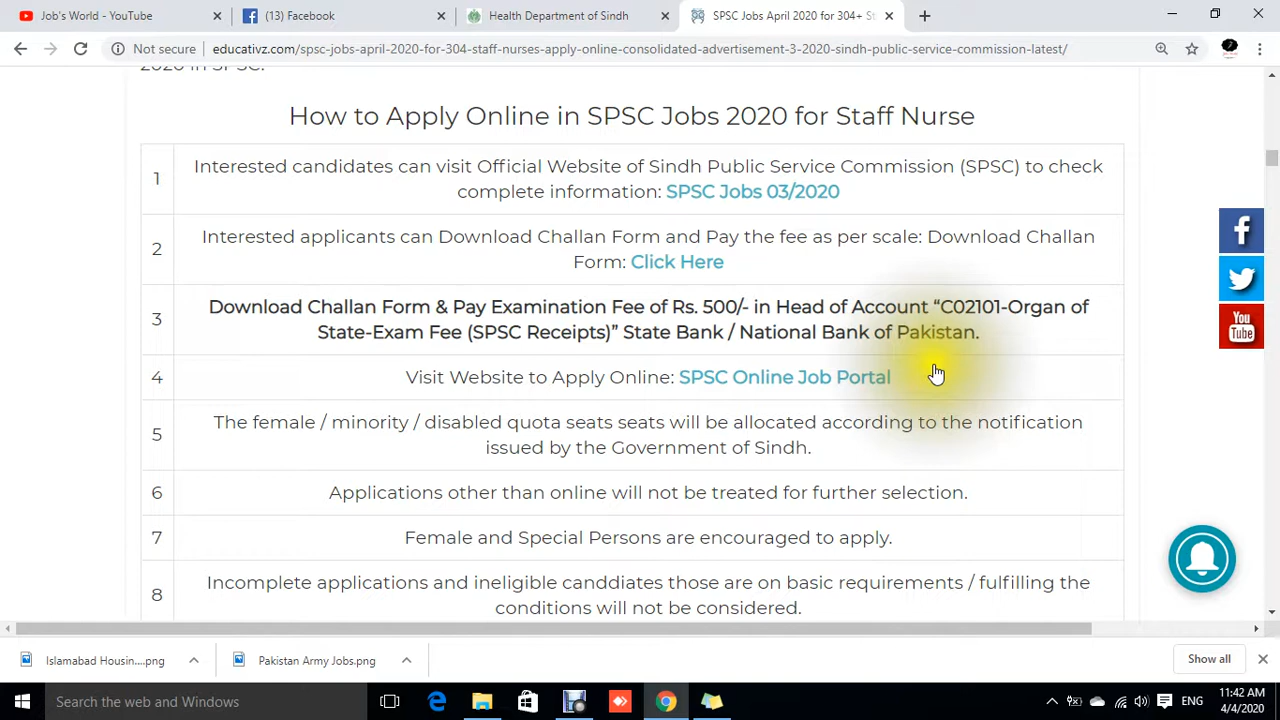 Job's World - YouTube
(13) Facebook
Health Department of Sindh
SPSC Jobs April 2020 for 304+ St
Not secure
educativz.com/spsc-jobs-april-2020-for-304-staff-nurses-apply-online-consolidated-advertisement-3-2020-sindh-public-service-commission-latest/
2020 in SPSC.
How to Apply Online in SPSC Jobs 2020 for Staff Nurse
1
Interested candidates can visit Official Website of Sindh Public Service Commission (SPSC) to check
complete information: SPSC Jobs 03/2020
2
Interested applicants can Download Challan Form and Pay the fee as per scale: Download Challan
Form: Click Here
3
Download Challan Form & Pay Examination Fee of Rs. 500/- in Head of Account “C02101-Organ of
State-Exam Fee (SPSC Receipts)” State Bank / National Bank of Pakistan.
4
Visit Website to Apply Online: SPSC Online Job Portal
5
The female / minority / disabled quota seats seats will be allocated according to the notification
issued by the Government of Sindh.
6
Applications other than online will not be treated for further selection.
7
Female and Special Persons are encouraged to apply.
8
Incomplete applications and ineligible canddiates those are on basic requirements / fulfilling the
conditions will not be considered.
You
Tube
Islamabad Housin....png
Pakistan Army Jobs.png
Show all
Search the web and Windows
ENG
11:42 AM
4/4/2020